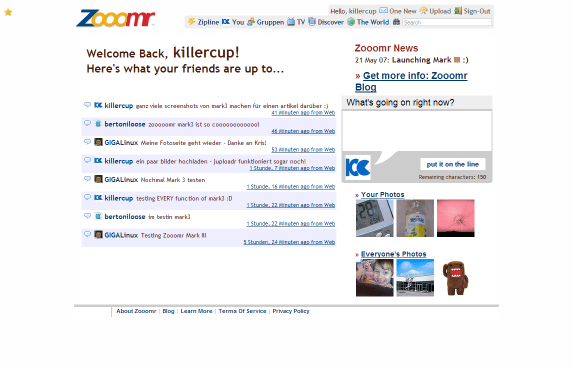 Zooomr
Hello, killercup One New Upload Sign-Out
Zipline You Gruppen TV Discover The World Search
Welcome Back, killercup!
Here's what your friends are up to...
killercup ganz viele screenshots von mark3 machen für einen artikel darüber :)
41 Minuten ago from Web
bertoniloose zooooomr mark3 ist so coooooooooool!
46 Minuten ago from Web
GIGALinux Meine Fotoseite geht wieder - Danke an Kris!
53 Minuten ago from Web
killercup ein paar bilder hochladen - juploadr funktioniert sogar noch!
1 Stunde, 7 Minuten ago from Web
GIGALinux Nochmal Mark 3 testen
1 Stunde, 16 Minuten ago from Web
killercup testing EVERY function of mark3 :D
1 Stunde, 22 Minuten ago from Web
bertoniloose im testin mark3
1 Stunde, 22 Minuten ago from Web
GIGALinux Testing Zooomr Mark III
5 Stunden, 24 Minuten ago from Web
Zooomr News
21 May 07: Launching Mark III :)
» Get more info: Zooomr
Blog
What's going on right now?
put it on the line
Remaining characters: 150
» Your Photos
» Everyone's Photos
About Zooomr | Blog | Learn More | Terms Of Service | Privacy Policy